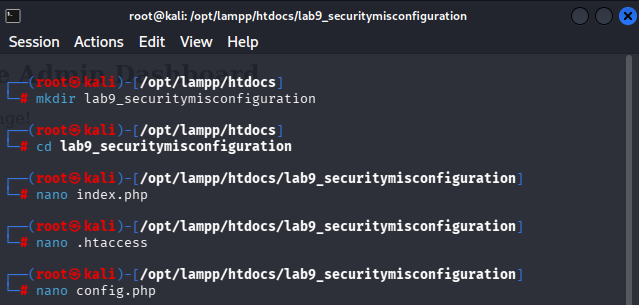 root@kali: /opt/lampp/htdocs/lab9_securitymisconfiguration
Session Actions Edit View Help
e Admin Dashboard
┌──(root㉿kali)-[/opt/lampp/htdocs]
└─# mkdir lab9_securitymisconfiguration
┌──(root㉿kali)-[/opt/lampp/htdocs]
└─# cd lab9_securitymisconfiguration
┌──(root㉿kali)-[/opt/lampp/htdocs/lab9_securitymisconfiguration]
└─# nano index.php
┌──(root㉿kali)-[/opt/lampp/htdocs/lab9_securitymisconfiguration]
└─# nano .htaccess
┌──(root㉿kali)-[/opt/lampp/htdocs/lab9_securitymisconfiguration]
└─# nano config.php